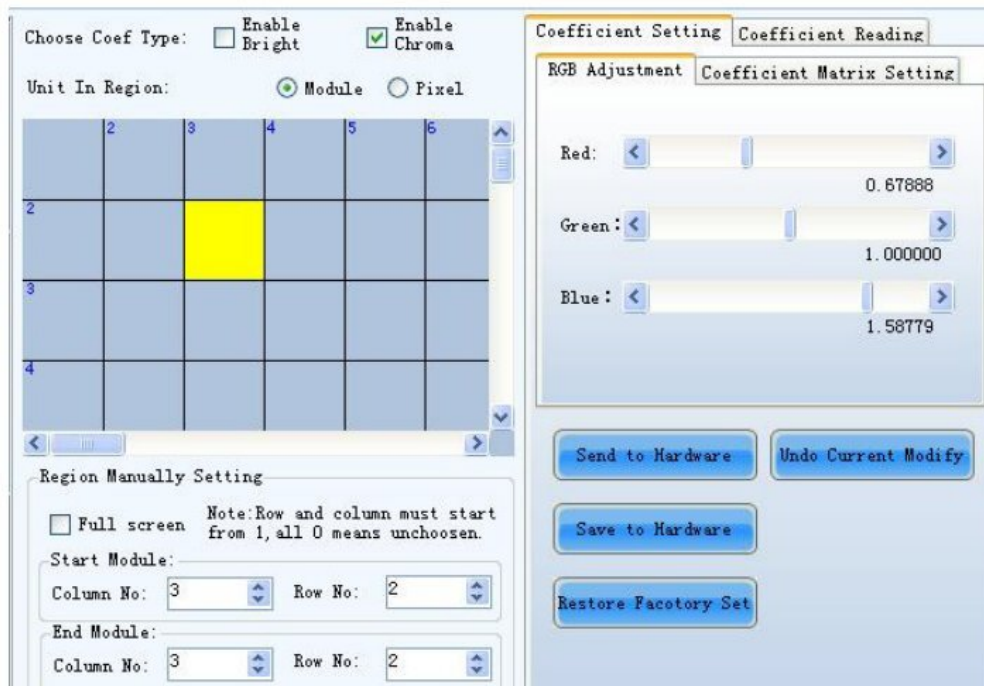 Choose Coef Type:
Enable
Bright
Enable
Chroma
Unit In Region:
Module
Pixel
2 3 4 5 6
2
3
4
Region Manually Setting
Full screen
Note:Row and column must start
from 1, all 0 means unchoosen.
Start Module:
Column No: 3 Row No: 2
End Module:
Column No: 3 Row No: 2
Coefficient Setting Coefficient Reading
RGB Adjustment Coefficient Matrix Setting
Red:
0.67888
Green:
1.000000
Blue:
1.58779
Send to Hardware Undo Current Modify
Save to Hardware
Restore Facotory Set